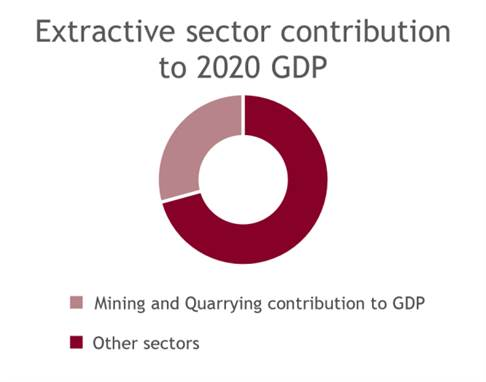 Extractive sector contribution
to 2020 GDP
Mining and Quarrying contribution to GDP
Other sectors